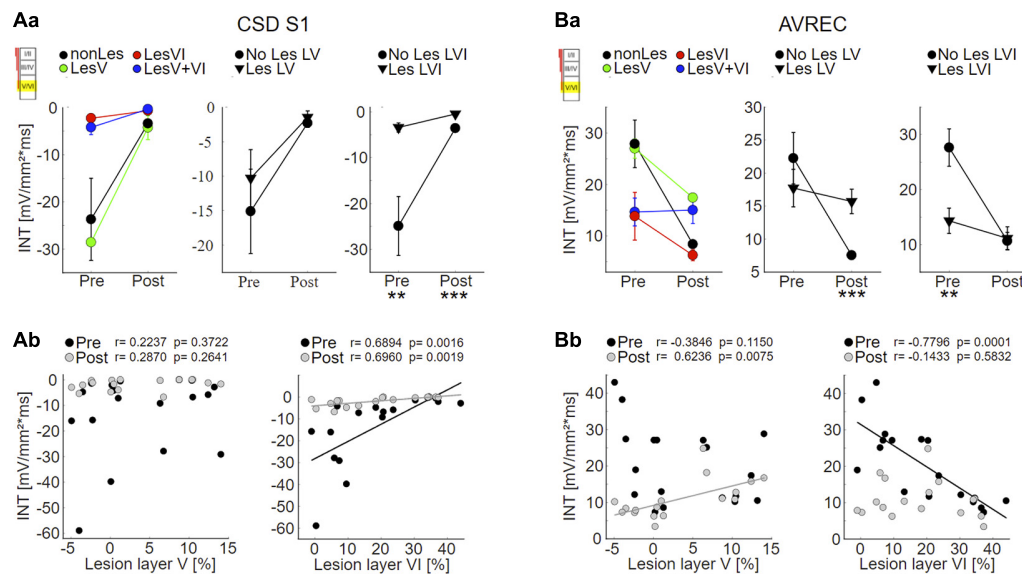 Aa CSD S1
Ba AVREC
I/II
III/IV
V/VI
nonLes LesVI
LesV LesV+VI
No Les LV
Les LV
No Les LVI
Les LVI
I/II
III/IV
V/VI
nonLes LesVI
LesV LesV+VI
No Les LV
Les LV
No Les LVI
Les LVI
INT [mV/mm²*ms]
0
-10
-20
-30
Pre Post
0
-5
-10
-15
-20
Pre Post
0
-10
-20
-30
Pre Post
** ***
INT [mV/mm²*ms]
30
20
10
Pre Post
25
20
15
10
5
Pre Post
***
30
20
10
Pre Post
**
Ab
Pre r= 0.2237 p= 0.3722
Post r= 0.2870 p= 0.2641
INT [mV/mm²*ms]
0
-10
-20
-30
-40
-50
-60
-5 0 5 10 15
Lesion layer V [%]
Pre r= 0.6894 p= 0.0016
Post r= 0.6960 p= 0.0019
0
-10
-20
-30
-40
-50
-60
0 10 20 30 40
Lesion layer VI [%]
Bb
Pre r=-0.3846 p= 0.1150
Post r= 0.6236 p= 0.0075
INT [mV/mm²*ms]
40
30
20
10
0
-5 0 5 10 15
Lesion layer V [%]
Pre r=-0.7796 p= 0.0001
Post r=-0.1433 p= 0.5832
40
30
20
10
0
0 10 20 30 40
Lesion layer VI [%]